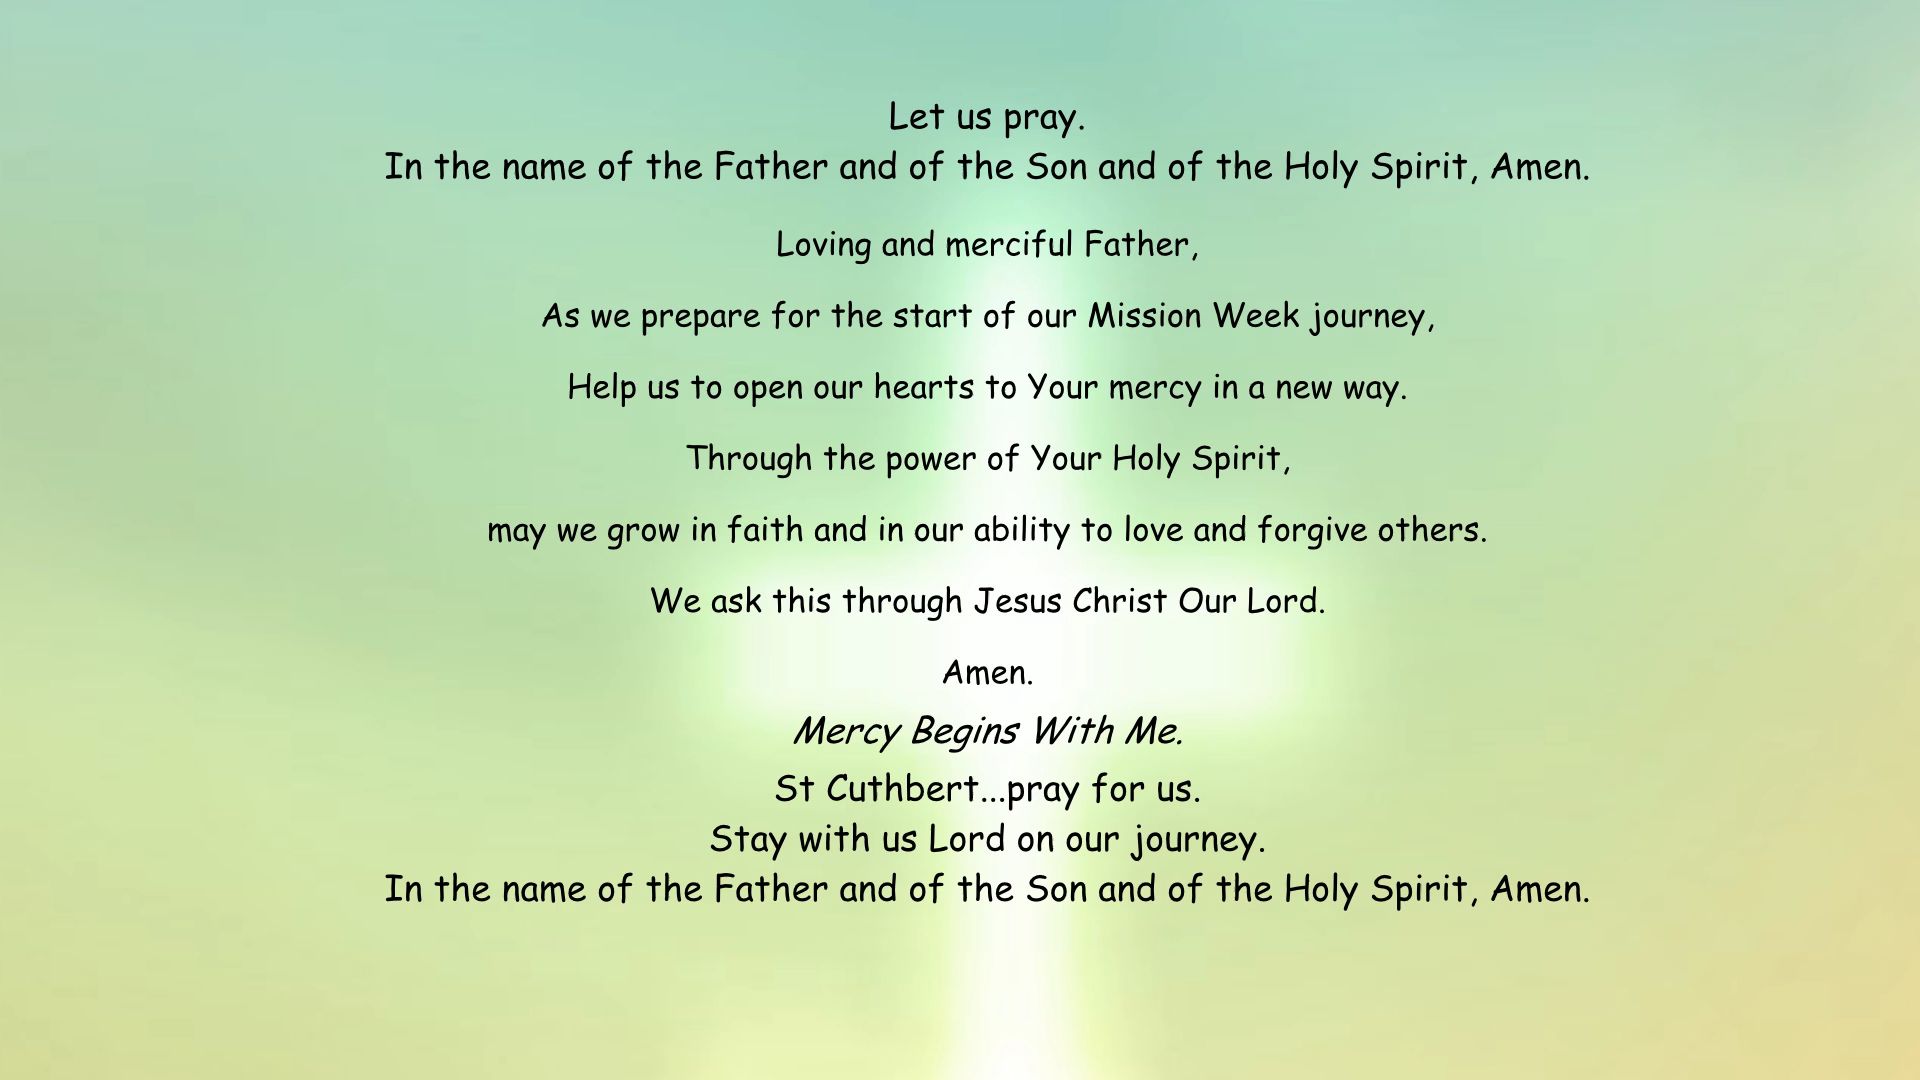 Let us pray.
In the name of the Father and of the Son and of the Holy Spirit, Amen.
Loving and merciful Father,
As we prepare for the start of our Mission Week journey,
Help us to open our hearts to Your mercy in a new way.
Through the power of Your Holy Spirit,
may we grow in faith and in our ability to love and forgive others.
We ask this through Jesus Christ Our Lord.
Amen.
Mercy Begins With Me.
St Cuthbert...pray for us.
Stay with us Lord on our journey.
In the name of the Father and of the Son and of the Holy Spirit, Amen.